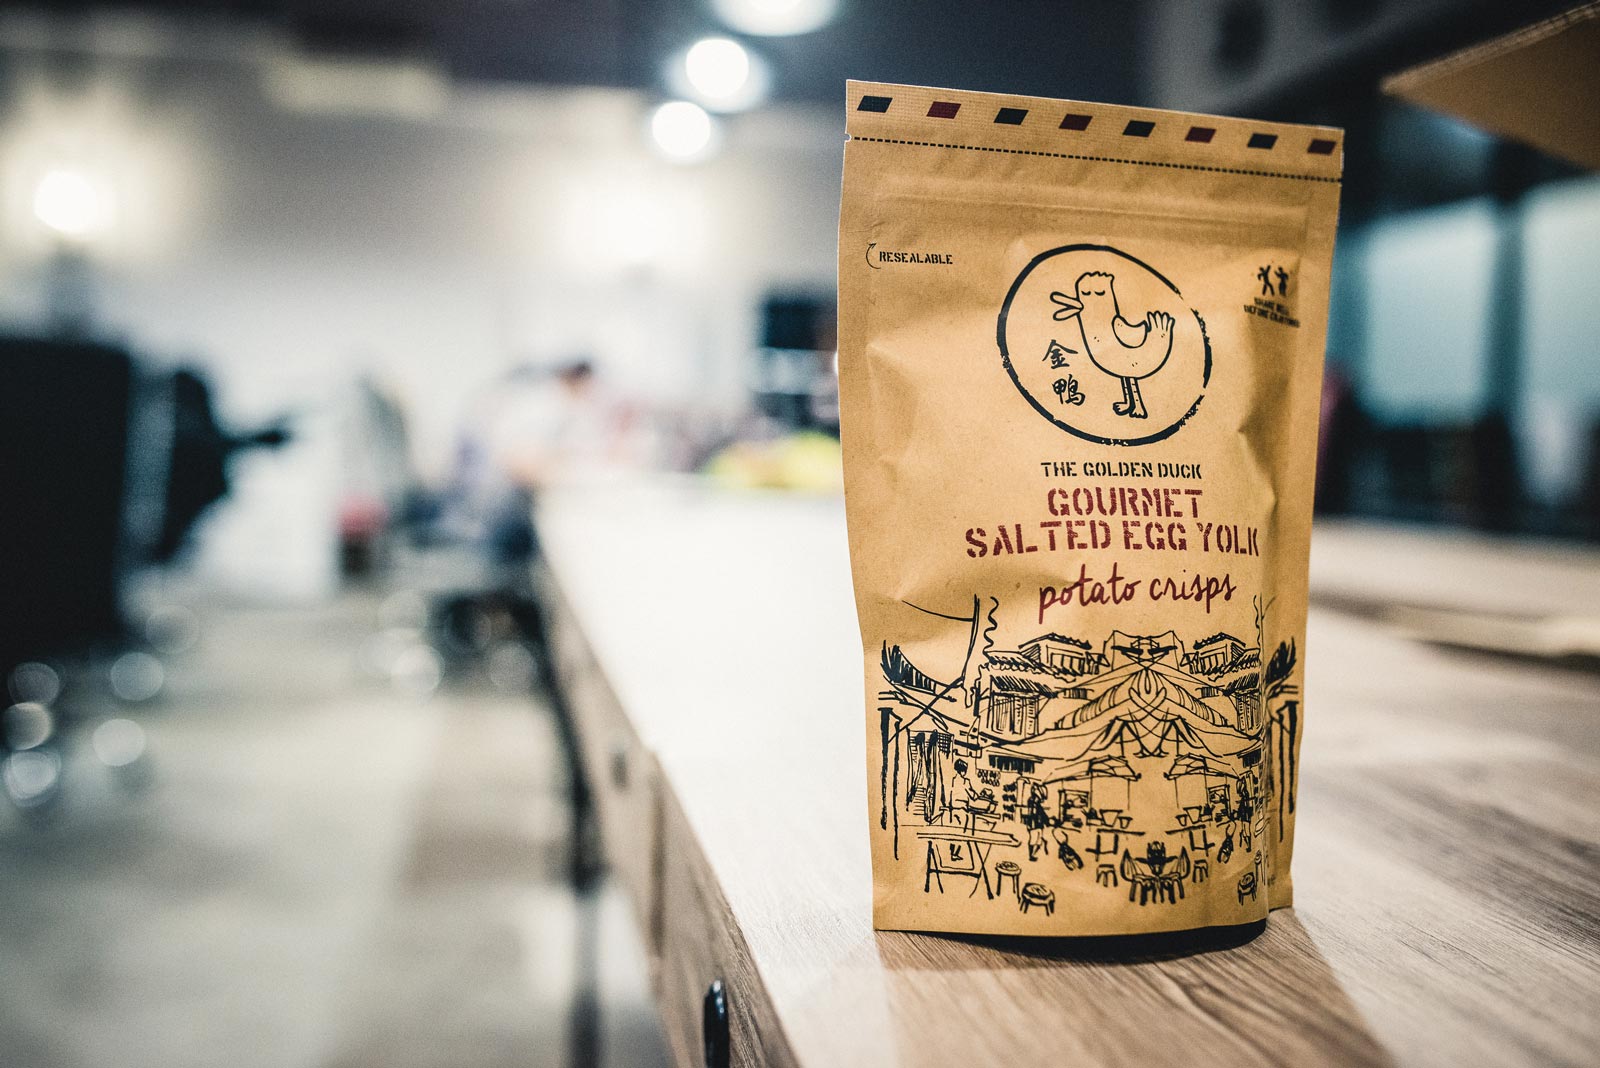 RESEALABLE
金
鴨
THE GOLDEN DUCK
GOURMET
SALTED EGG YOLK
potato crisps